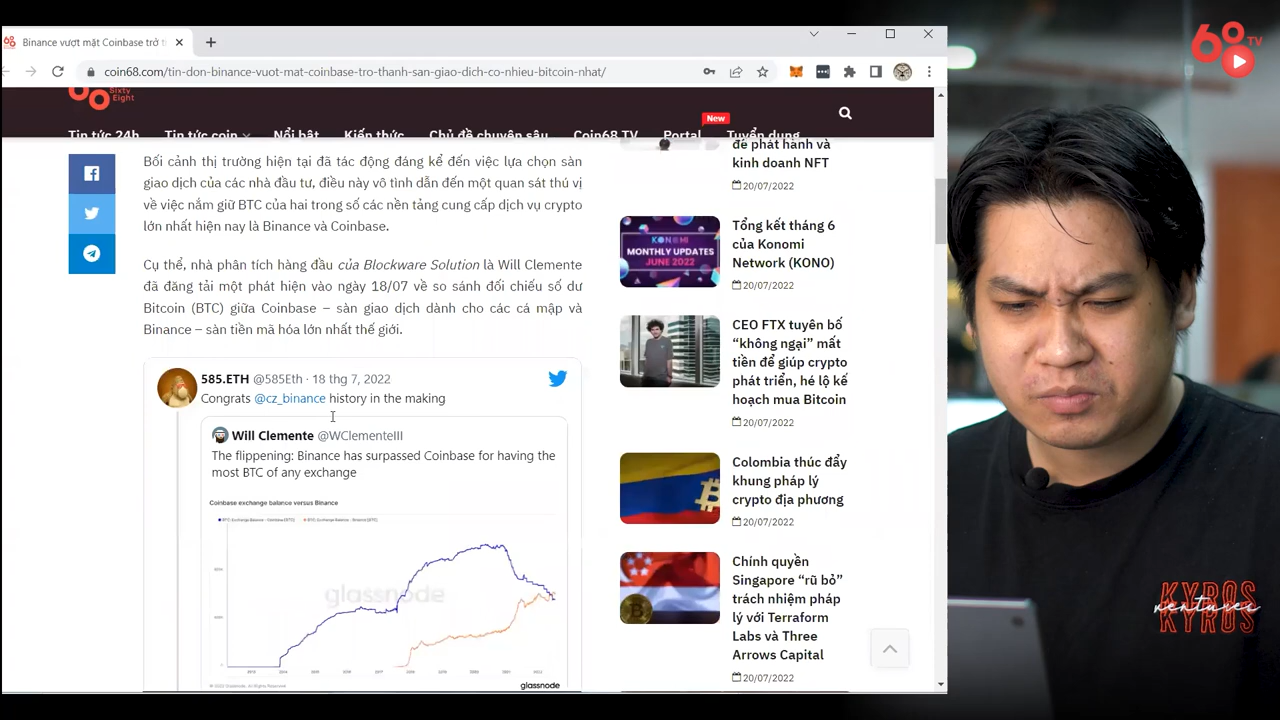 Binance vượt mặt Coinbase trở t
coin68.com/tin-don-binance-vuot-mat-coinbase-tro-thanh-san-giao-dich-co-nhieu-bitcoin-nhat/
68 TV
Sixty
Eight
New
Tin tức 24h Tin tức coin Nổi bật Kiến thức Chủ đề chuyên sâu Coin68 TV Portal Tuyển dụng
Bối cảnh thị trường hiện tại đã tác động đáng kể đến việc lựa chọn sàn
giao dịch của các nhà đầu tư, điều này vô tình dẫn đến một quan sát thú vị
về việc nắm giữ BTC của hai trong số các nền tảng cung cấp dịch vụ crypto
lớn nhất hiện nay là Binance và Coinbase.
Cụ thể, nhà phân tích hàng đầu của Blockware Solution là Will Clemente
đã đăng tải một phát hiện vào ngày 18/07 về so sánh đối chiếu số dư
Bitcoin (BTC) giữa Coinbase – sàn giao dịch dành cho các cá mập và
Binance – sàn tiền mã hóa lớn nhất thế giới.
585.ETH @585Eth · 18 thg 7, 2022
Congrats @cz_binance history in the making
Will Clemente @WClementeIII
The flippening: Binance has surpassed Coinbase for having the
most BTC of any exchange
Coinbase exchange balance versus Binance
BTC: Exchange Balance - Coinbase [BTC] BTC: Exchange Balance - Binance [BTC]
glassnode
glassnode
để phát hành và
kinh doanh NFT
20/07/2022
KONOMI
MONTHLY UPDATES
JUNE 2022
Tổng kết tháng 6
của Konomi
Network (KONO)
20/07/2022
CEO FTX tuyên bố
“không ngại” mất
tiền để giúp crypto
phát triển, hé lộ kế
hoạch mua Bitcoin
20/07/2022
Colombia thúc đẩy
khung pháp lý
crypto địa phương
20/07/2022
Chính quyền
Singapore “rũ bỏ”
trách nhiệm pháp
lý với Terraform
Labs và Three
Arrows Capital
20/07/2022
KYROS
ventures
KYROS